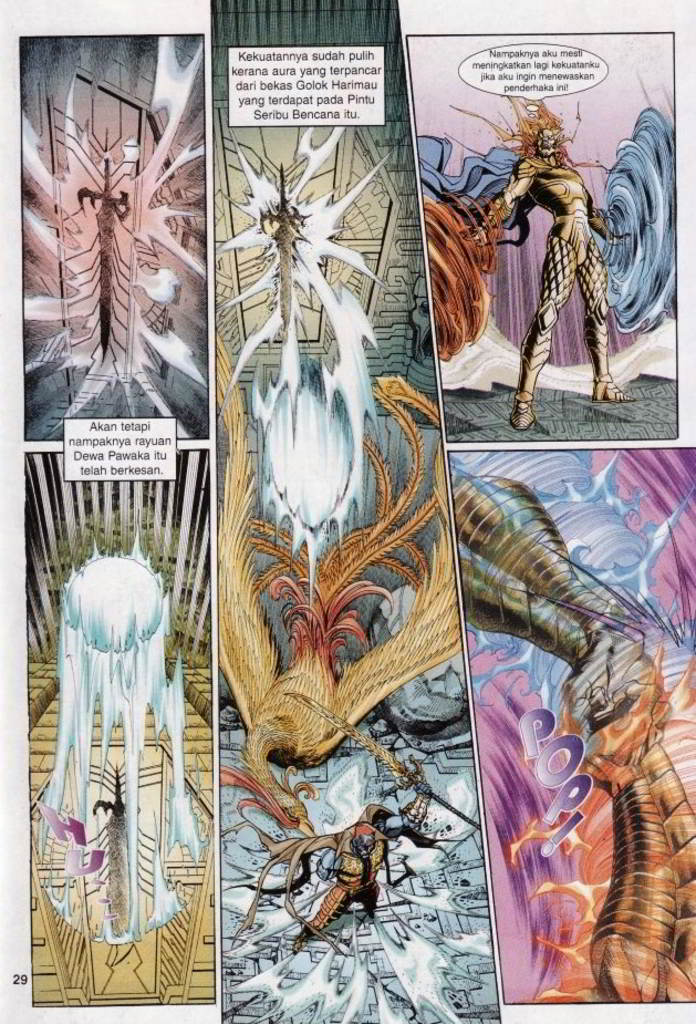 Akan tetapi
nampaknya rayuan
Dewa Pawaka itu
telah berkesan.
HU...
Kekuatannya sudah pulih
kerana aura yang terpancar
dari bekas Golok Harimau
yang terdapat pada Pintu
Seribu Bencana itu.
Nampaknya aku mesti
meningkatkan lagi kekuatanku
jika aku ingin menewaskan
penderhaka ini!
POP!
29